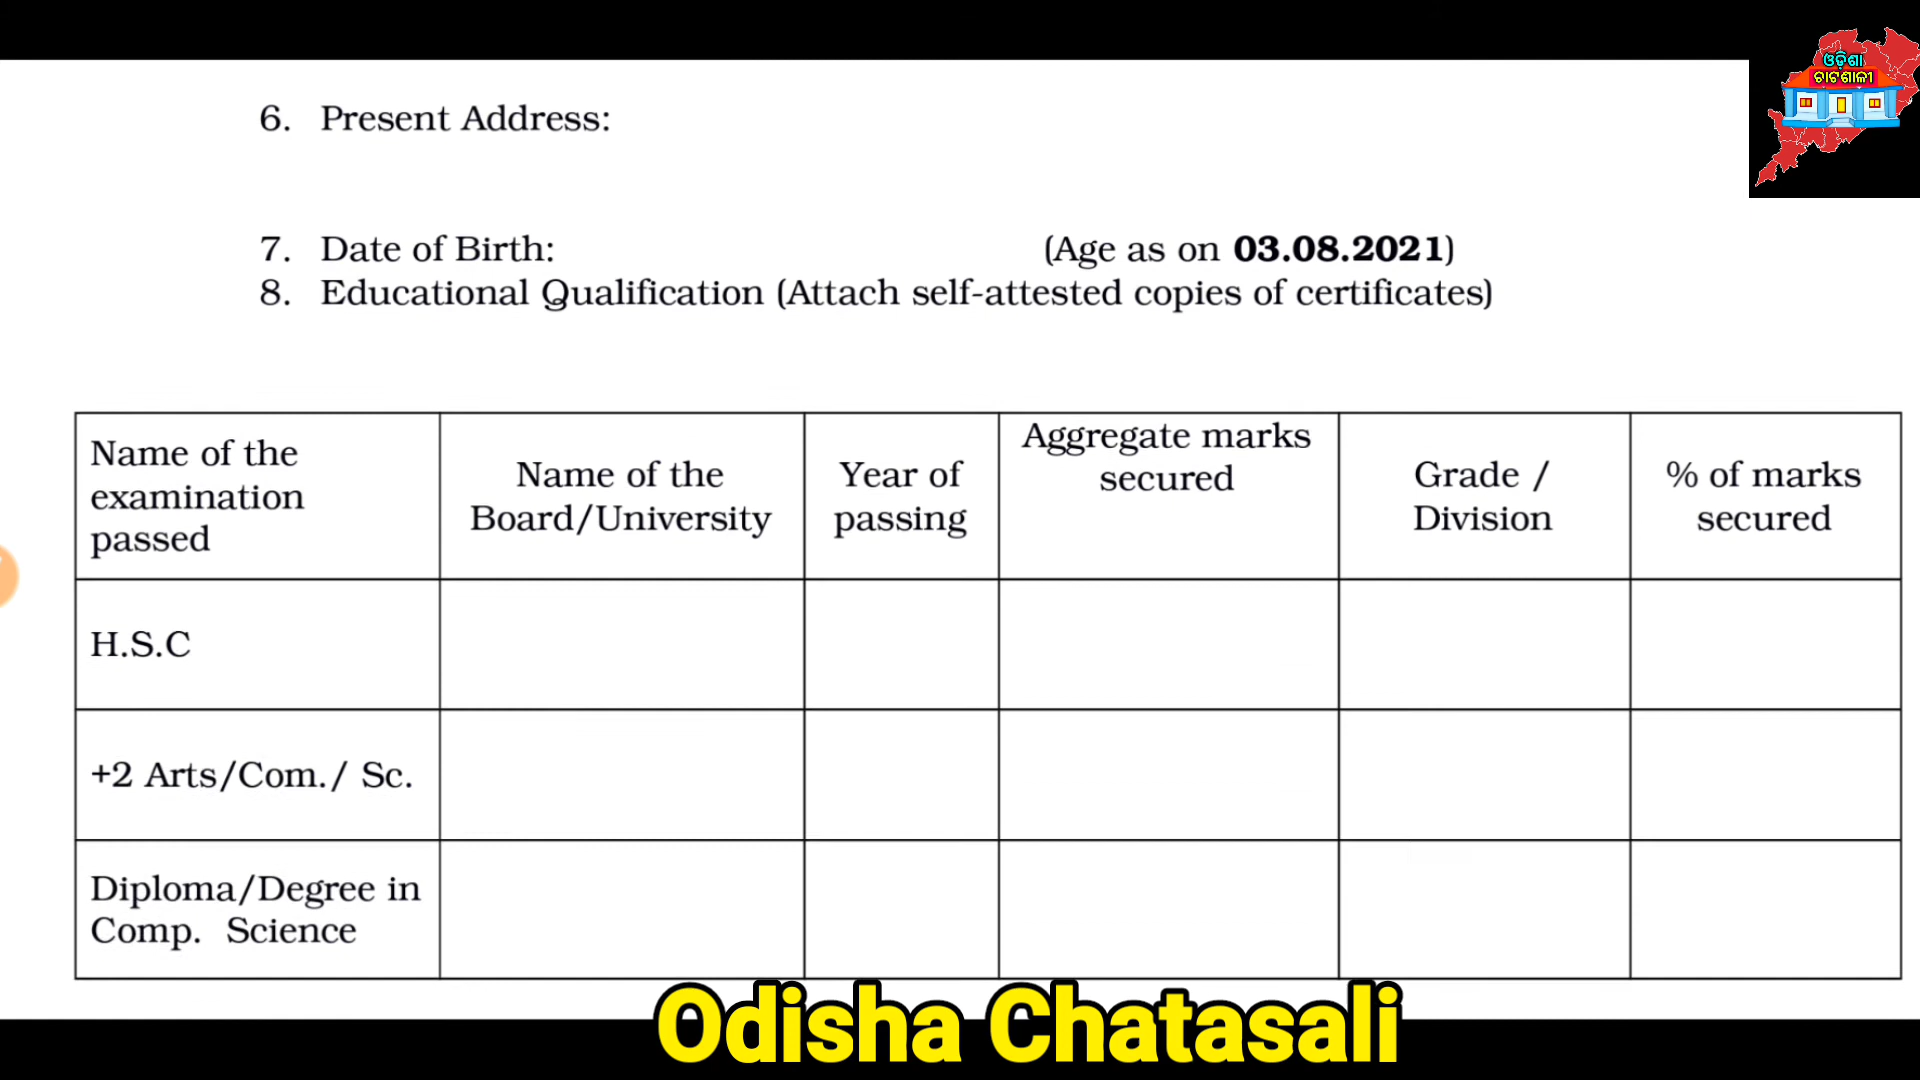 ଓଡ଼ିଶା
ଚାଟଶାଳୀ
6. Present Address:
7. Date of Birth: (Age as on 03.08.2021)
8. Educational Qualification (Attach self-attested copies of certificates)
Name of the examination passed | Name of the Board/University | Year of passing | Aggregate marks secured | Grade / Division | % of marks secured
H.S.C
+2 Arts/Com./ Sc.
Diploma/Degree in
Comp. Science
Odisha Chatasali